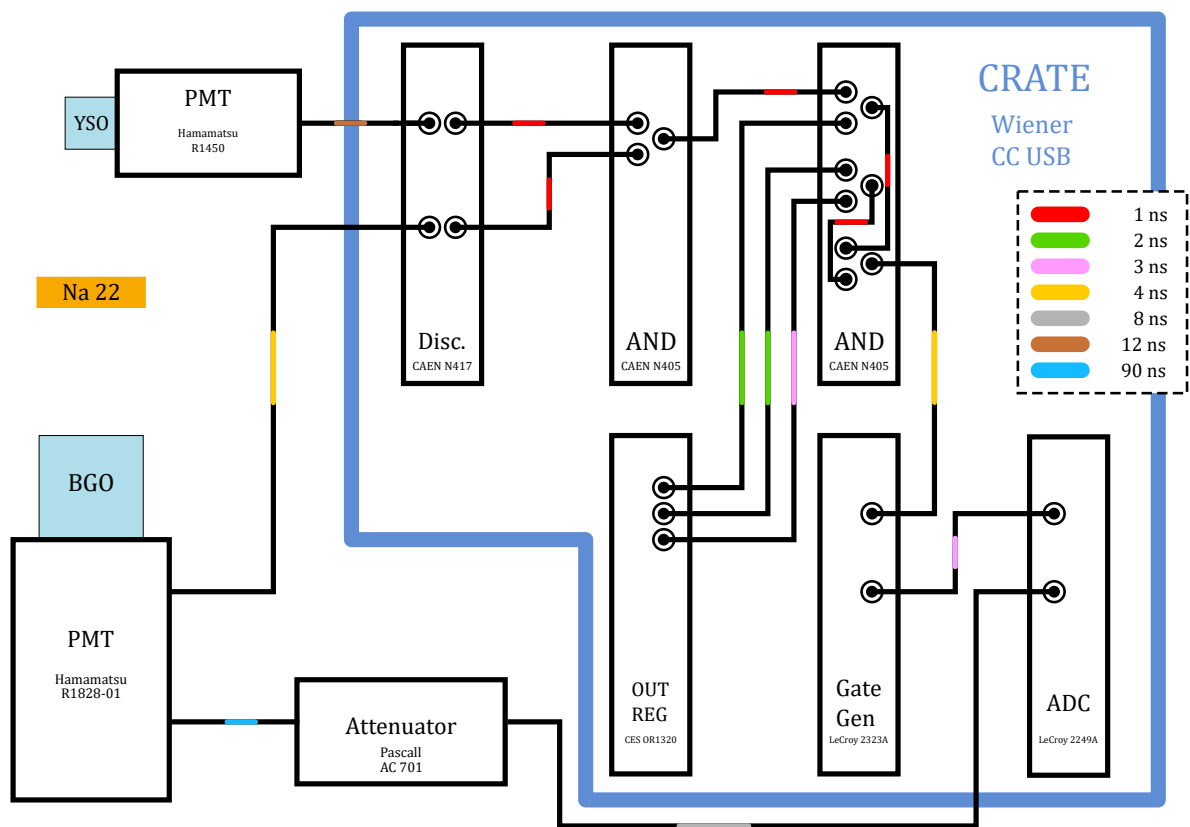 YSO
PMT
Hamamatsu
R1450
Na 22
BGO
PMT
Hamamatsu
R1828-01
Attenuator
Pascall
AC 701
Disc.
CAEN N417
AND
CAEN N405
AND
CAEN N405
CRATE
Wiener
CC USB
1 ns
2 ns
3 ns
4 ns
8 ns
12 ns
90 ns
OUT
REG
CES OR1320
Gate
Gen
LeCroy 2323A
ADC
LeCroy 2249A